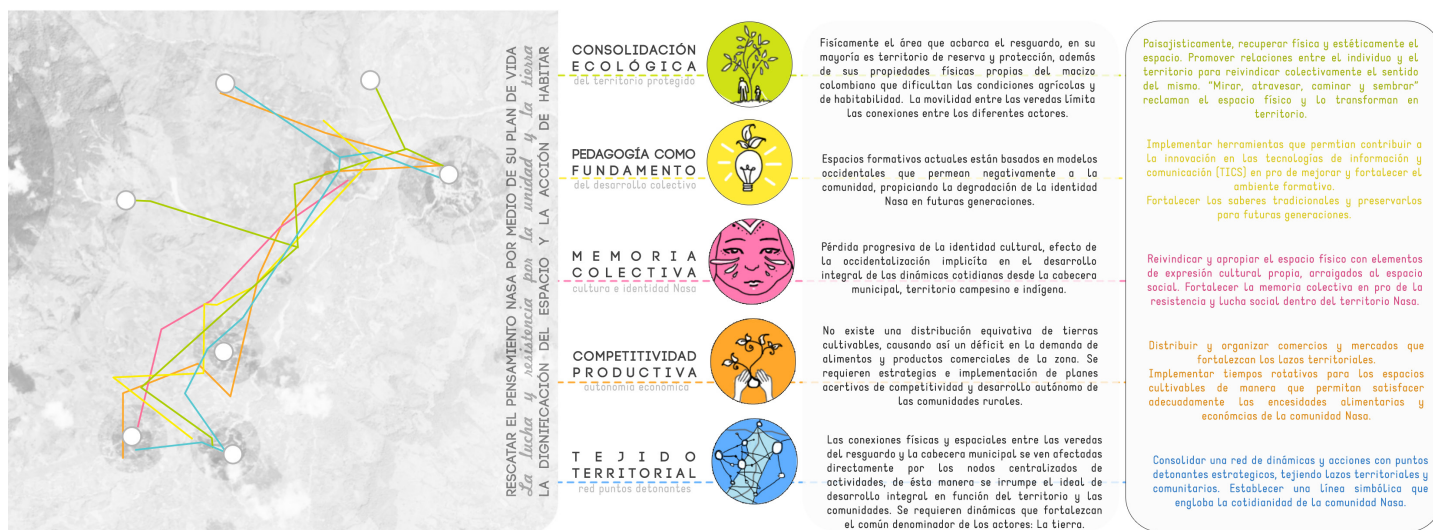 RESCATAR EL PENSAMIENTO NASA POR MEDIO DE SU PLAN DE VIDA
La lucha y resistencia por la unidad y la tierra
LA DIGNIFICACIÓN DEL ESPACIO Y LA ACCIÓN DE HABITAR
CONSOLIDACIÓN
ECOLÓGICA
del territorio protegido
Físicamente el área que acbarca el resguardo, en su
mayoría es territorio de reserva y protección, además
de sus propiedades físicas propias del macizo
colombiano que dificultan las condiciones agrícolas y
de habitabilidad. La movilidad entre las veredas límita
las conexiones entre los diferentes actores.
Paisajisticamente, recuperar física y estéticamente el
espacio. Promover relaciones entre el individuo y el
territorio para reivindicar colectivamente el sentido
del mismo. "Mirar, atravesar, caminar y sembrar"
reclaman el espacio físico y lo transforman en
territorio.
PEDAGOGÍA COMO
FUNDAMENTO
del desarrollo colectivo
Espacios formativos actuales están basados en modelos
occidentales que permean negativamente a la
comunidad, propiciando la degradación de la identidad
Nasa en futuras generaciones.
Implementar herramientas que permtian contribuir a
la innovación en las tecnologías de información y
comunicación (TICS) en pro de mejorar y fortalecer el
ambiente formativo.
Fortalecer los saberes tradicionales y preservarlos
para futuras generaciones.
MEMORIA
COLECTIVA
cultura e identidad Nasa
Pérdida progresiva de la identidad cultural, efecto de
la occidentalización implícita en el desarrollo
integral de las dinámicas cotidianas desde la cabecera
municipal, territorio campesino e indígena.
Reivindicar y apropiar el espacio físico con elementos
de expresión cultural propia, arraigados al espacio
social. Fortalecer la memoria colectiva en pro de la
resistencia y lucha social dentro del territorio Nasa.
COMPETITIVIDAD
PRODUCTIVA
autonomía económica
No existe una distribución equivativa de tierras
cultivables, causando así un déficit en la demanda de
alimentos y productos comerciales de la zona. Se
requieren estrategias e implementación de planes
acertivos de competitividad y desarrollo autónomo de
las comunidades rurales.
Distribuir y organizar comercios y mercados que
fortalezcan los lazos territoriales.
Implementar tiempos rotativos para los espacios
cultivables de manera que permitan satisfacer
adecuadamente las encesidades alimentarias y
económcias de la comunidad Nasa.
TEJIDO
TERRITORIAL
red puntos detonantes
Las conexiones físicas y espaciales entre las veredas
del resguardo y la cabecera municipal se ven afectadas
directamente por los nodos centralizados de
actividades, de ésta manera se irrumpe el ideal de
desarrollo integral en función del territorio y las
comunidades. Se requieren dinámicas que fortalezcan
el común denominador de los actores: La tierra.
Consolidar una red de dinámicas y acciones con puntos
detonantes estrategicos, tejiendo lazos territoriales y
comunitarios. Establecer una línea simbólica que
engloba la cotidianidad de la comunidad Nasa.